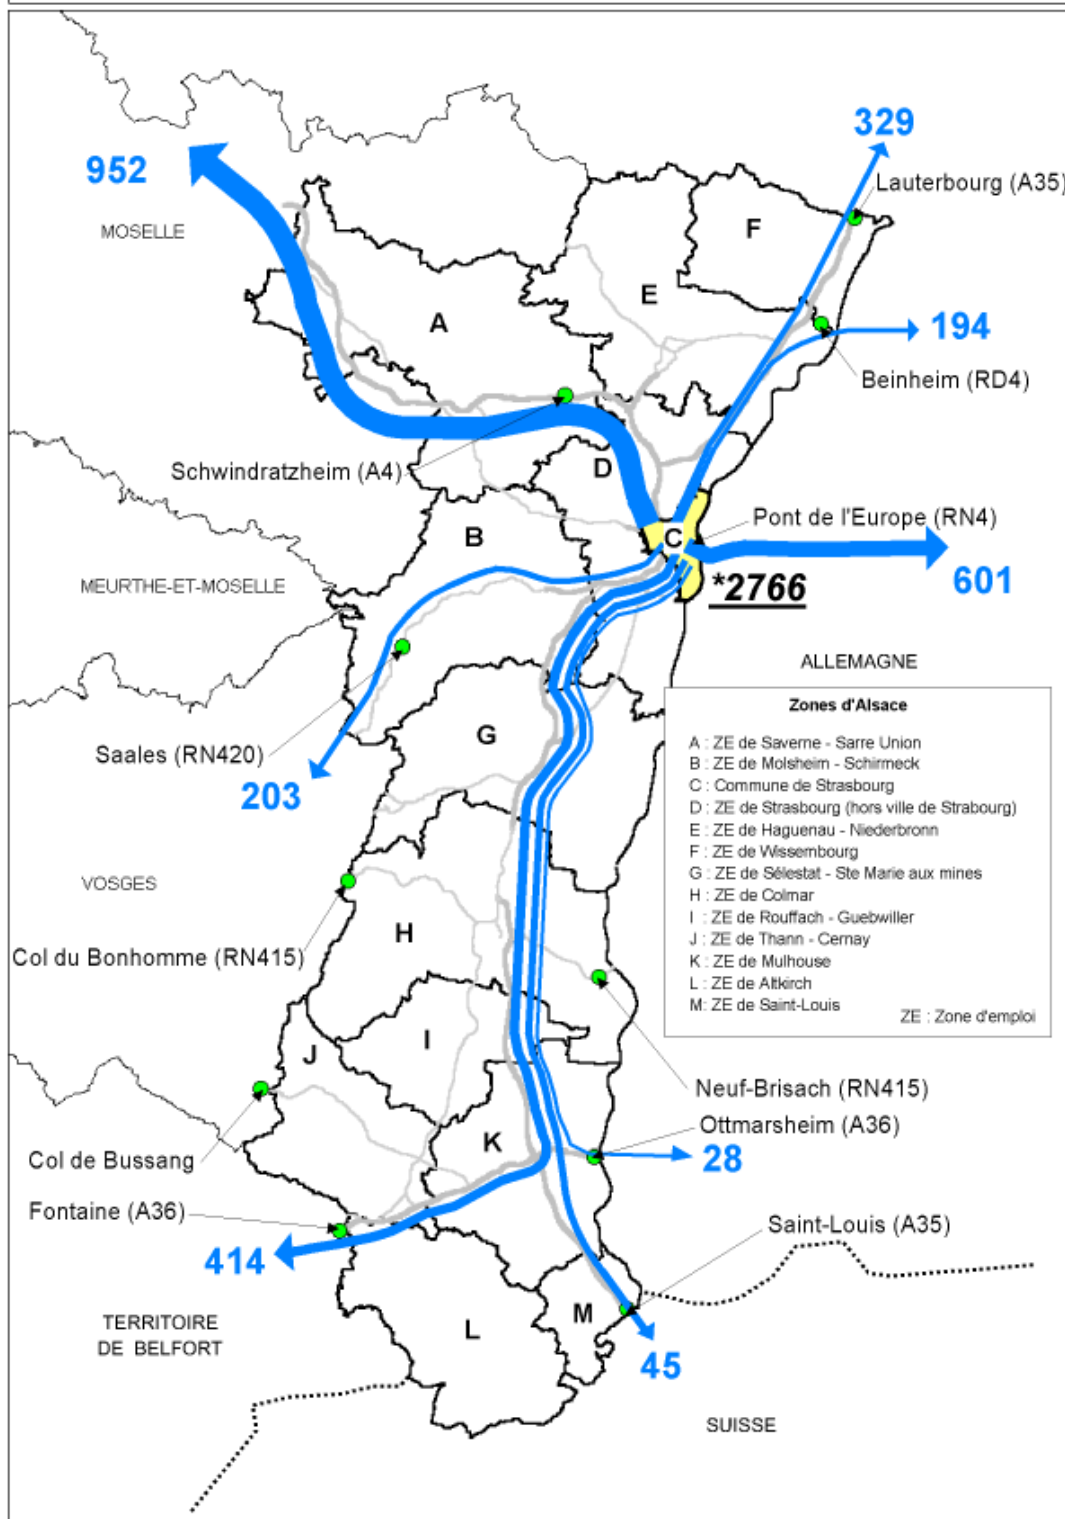 329
952
Lauterbourg (A35)
MOSELLE
F
E
A
194
Beinheim (RD4)
Schwindratzheim (A4)
D
Pont de l'Europe (RN4)
B
C
MEURTHE-ET-MOSELLE
*2766
601
ALLEMAGNE
Zones d'Alsace
A : ZE de Saverne - Sarre Union
B : ZE de Molsheim - Schirmeck
C : Commune de Strasbourg
D : ZE de Strasbourg (hors ville de Strabourg)
E : ZE de Haguenau - Niederbronn
F : ZE de Wissembourg
G : ZE de Sélestat - Ste Marie aux mines
H : ZE de Colmar
I : ZE de Rouffach - Guebwiller
J : ZE de Thann - Cernay
K : ZE de Mulhouse
L : ZE de Altkirch
M : ZE de Saint-Louis
ZE : Zone d'emploi
G
Saales (RN420)
203
VOSGES
H
Col du Bonhomme (RN415)
I
J
Neuf-Brisach (RN415)
Ottmarsheim (A36)
K
Col de Bussang
28
Fontaine (A36)
Saint-Louis (A35)
414
M
TERRITOIRE
DE BELFORT
L
45
SUISSE